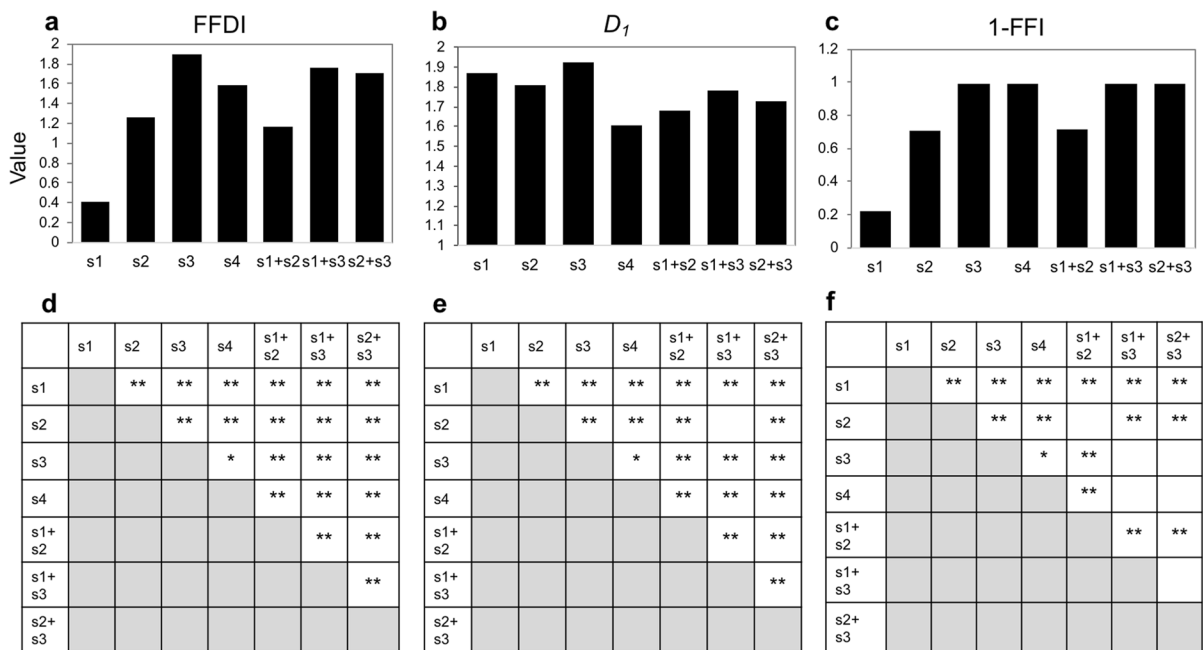 a FFDI
Value
2
1.8
1.6
1.4
1.2
1
0.8
0.6
0.4
0.2
0
s1 s2 s3 s4 s1+s2 s1+s3 s2+s3
b D1
2
1.9
1.8
1.7
1.6
1.5
1.4
1.3
1.2
1.1
1
s1 s2 s3 s4 s1+s2 s1+s3 s2+s3
c 1-FFI
1.2
1
0.8
0.6
0.4
0.2
0
s1 s2 s3 s4 s1+s2 s1+s3 s2+s3
d
s1 s2 s3 s4 s1+ s1+ s2+
s2 s3 s3
s1 ** ** ** ** ** **
s2 ** ** ** ** **
s3 * ** ** **
s4 ** ** **
s1+ ** **
s2
s1+ **
s3
s2+
s3
e
s1 s2 s3 s4 s1+ s1+ s2+
s2 s3 s3
s1 ** ** ** ** ** **
s2 ** ** ** **
s3 * ** ** **
s4 ** ** **
s1+ ** **
s2
s1+ **
s3
s2+
s3
f
s1 s2 s3 s4 s1+ s1+ s2+
s2 s3 s3
s1 ** ** ** ** ** **
s2 ** ** ** **
s3 * **
s4 **
s1+ ** **
s2
s1+
s3
s2+
s3